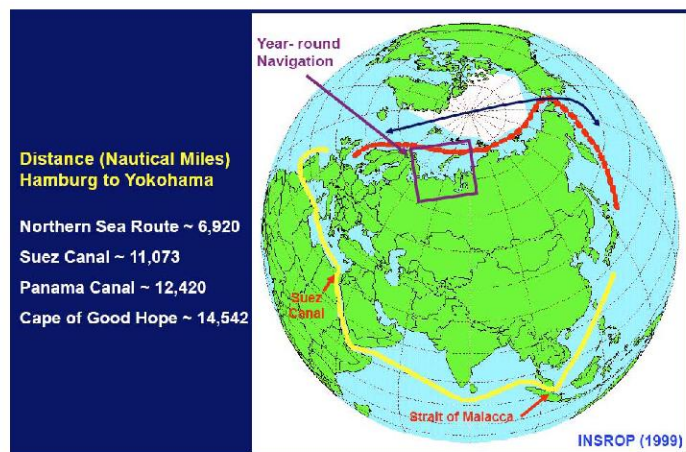 Distance (Nautical Miles)
Hamburg to Yokohama
Northern Sea Route ~ 6,920
Suez Canal ~ 11,073
Panama Canal ~ 12,420
Cape of Good Hope ~ 14,542
Year- round
Navigation
Suez
Canal
Strait of Malacca
INSROP (1999)